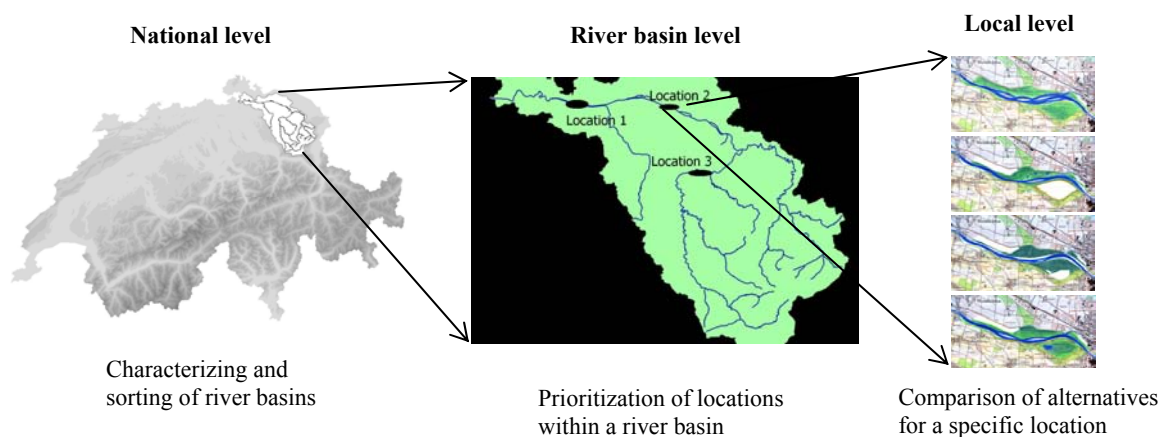 National level
River basin level
Local level
Location 2
Location 1
Location 3
Characterizing and
sorting of river basins
Prioritization of locations
within a river basin
Comparison of alternatives
for a specific location